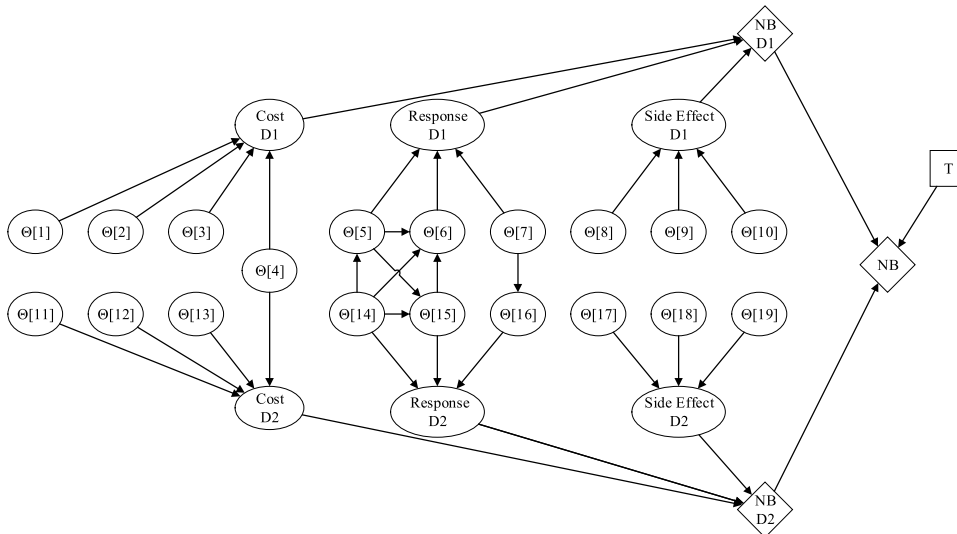 NB
D1
Cost
D1
Response
D1
Side Effect
D1
T
Θ[1]
Θ[2]
Θ[3]
Θ[5]
Θ[6]
Θ[7]
Θ[8]
Θ[9]
Θ[10]
Θ[4]
NB
Θ[11]
Θ[12]
Θ[13]
Θ[14]
Θ[15]
Θ[16]
Θ[17]
Θ[18]
Θ[19]
Cost
D2
Response
D2
Side Effect
D2
NB
D2